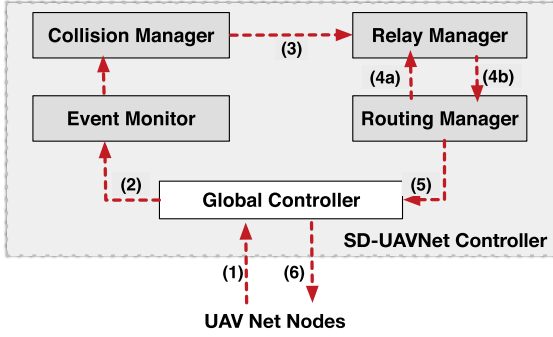 Collision Manager
(3)
Relay Manager
(4a)
(4b)
Event Monitor
Routing Manager
(2)
(5)
Global Controller
SD-UAVNet Controller
(1)
(6)
UAV Net Nodes